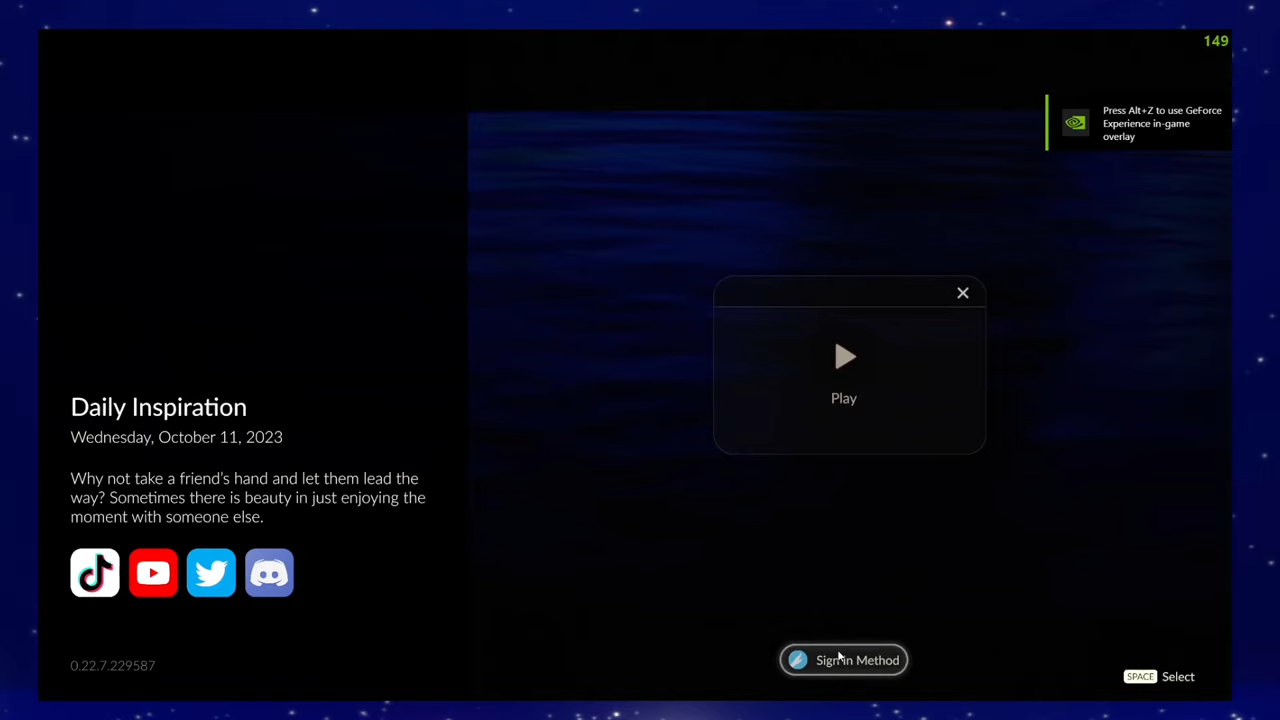 149
Press Alt+Z to use GeForce
Experience in-game
overlay
Play
Daily Inspiration
Wednesday, October 11, 2023
Why not take a friend's hand and let them lead the
way? Sometimes there is beauty in just enjoying the
moment with someone else.
0.22.7.229587
Sign in Method
SPACE Select